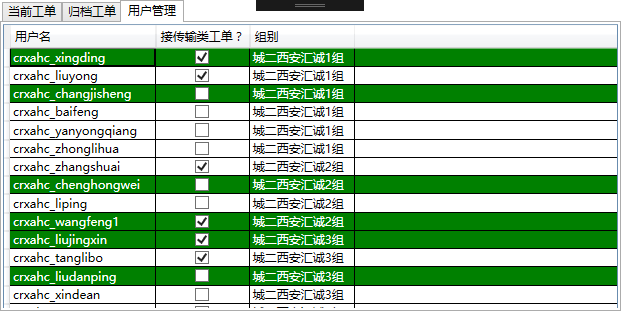 当前工单 归档工单 用户管理
用户名 接传输类工单？ 组别
crxahc_xingding 城二西安汇诚1组
crxahc_liuyong 城二西安汇诚1组
crxahc_changjisheng 城二西安汇诚1组
crxahc_baifeng 城二西安汇诚1组
crxahc_yanyongqiang 城二西安汇诚1组
crxahc_zhonglihua 城二西安汇诚1组
crxahc_zhangshuai 城二西安汇诚2组
crxahc_chenghongwei 城二西安汇诚2组
crxahc_liping 城二西安汇诚2组
crxahc_wangfeng1 城二西安汇诚2组
crxahc_liujingxin 城二西安汇诚3组
crxahc_tanglibo 城二西安汇诚3组
crxahc_liudanping 城二西安汇诚3组
crxahc_xindean 城二西安汇诚3组